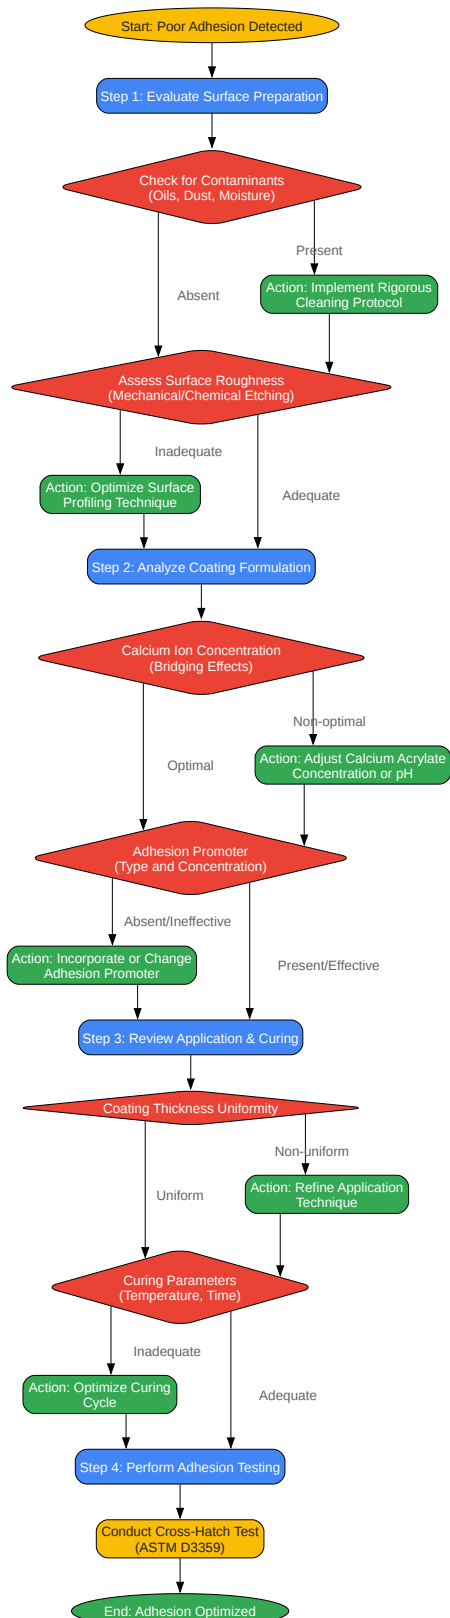 Start: Poor Adhesion Detected
Step 1: Evaluate Surface Preparation
Check for Contaminants
(Oils, Dust, Moisture)
Present
Absent
Action: Implement Rigorous
Cleaning Protocol
Assess Surface Roughness
(Mechanical/Chemical Etching)
Inadequate
Adequate
Action: Optimize Surface
Profiling Technique
Step 2: Analyze Coating Formulation
Calcium Ion Concentration
(Bridging Effects)
Non-optimal
Optimal
Action: Adjust Calcium Acrylate
Concentration or pH
Adhesion Promoter
(Type and Concentration)
Absent/Ineffective
Present/Effective
Action: Incorporate or Change
Adhesion Promoter
Step 3: Review Application & Curing
Coating Thickness Uniformity
Non-uniform
Uniform
Action: Refine Application
Technique
Curing Parameters
(Temperature, Time)
Inadequate
Adequate
Action: Optimize Curing
Cycle
Step 4: Perform Adhesion Testing
Conduct Cross-Hatch Test
(ASTM D3359)
End: Adhesion Optimized